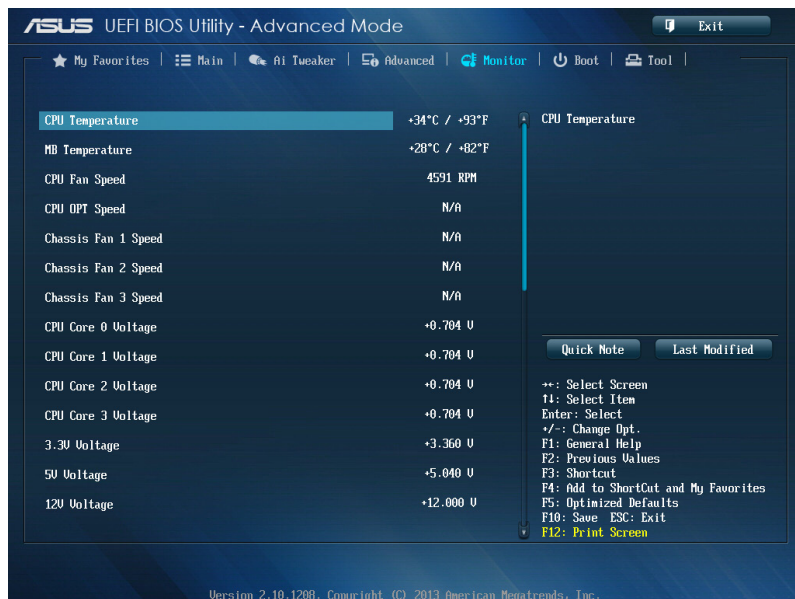 ASUS UEFI BIOS Utility - Advanced Mode
Exit
My Favorites | Main | Ai Tweaker | Advanced | Monitor | Boot | Tool |
CPU Temperature +34°C / +93°F
MB Temperature +28°C / +82°F
CPU Fan Speed 4591 RPM
CPU OPT Speed N/A
Chassis Fan 1 Speed N/A
Chassis Fan 2 Speed N/A
Chassis Fan 3 Speed N/A
CPU Core 0 Voltage +0.704 V
CPU Core 1 Voltage +0.704 V
CPU Core 2 Voltage +0.704 V
CPU Core 3 Voltage +0.704 V
3.3V Voltage +3.360 V
5V Voltage +5.040 V
12V Voltage +12.000 V
CPU Temperature
Quick Note Last Modified
→←: Select Screen
↑↓: Select Item
Enter: Select
+/-: Change Opt.
F1: General Help
F2: Previous Values
F3: Shortcut
F4: Add to ShortCut and My Favorites
F5: Optimized Defaults
F10: Save ESC: Exit
F12: Print Screen
Version 2.10.1208. Copyright (C) 2013 American Megatrends, Inc.